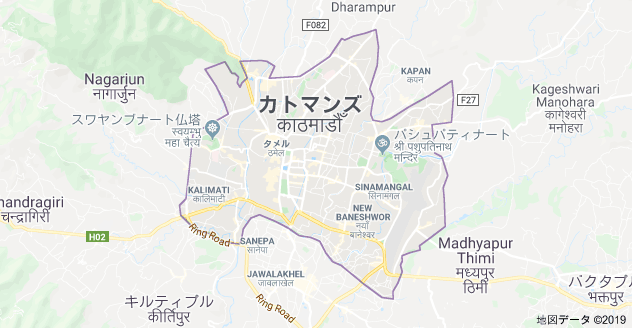 Dharampur
F082
Nagarjun
नागार्जुन
KAPAN
कपन
F27
Kageshwari
Manohara
कागेश्वरी
मनोहरा
カトマンズ
काठमाडौँ
スワヤンブナート仏塔
स्वयम्भु
महा चैत्य
タメル
ठमेल
パシュパティナート
श्री पशुपतिनाथ
मन्दिर
KALIMATI
कालिमाटी
SINAMANGAL
सिनामंगल
handragiri
चन्द्रागिरी
NEW
BANESHWOR
नयाँ
बानेश्वर
Ring Road
H02
SANEPA
सानेपा
Madhyapur
Thimi
मध्यपुर
ठिमी
JAWALAKHEL
जावलाखेल
バクタプル
भक्तपुर
キルティプル
कीर्तिपुर
Ring Road
地図データ ©2019